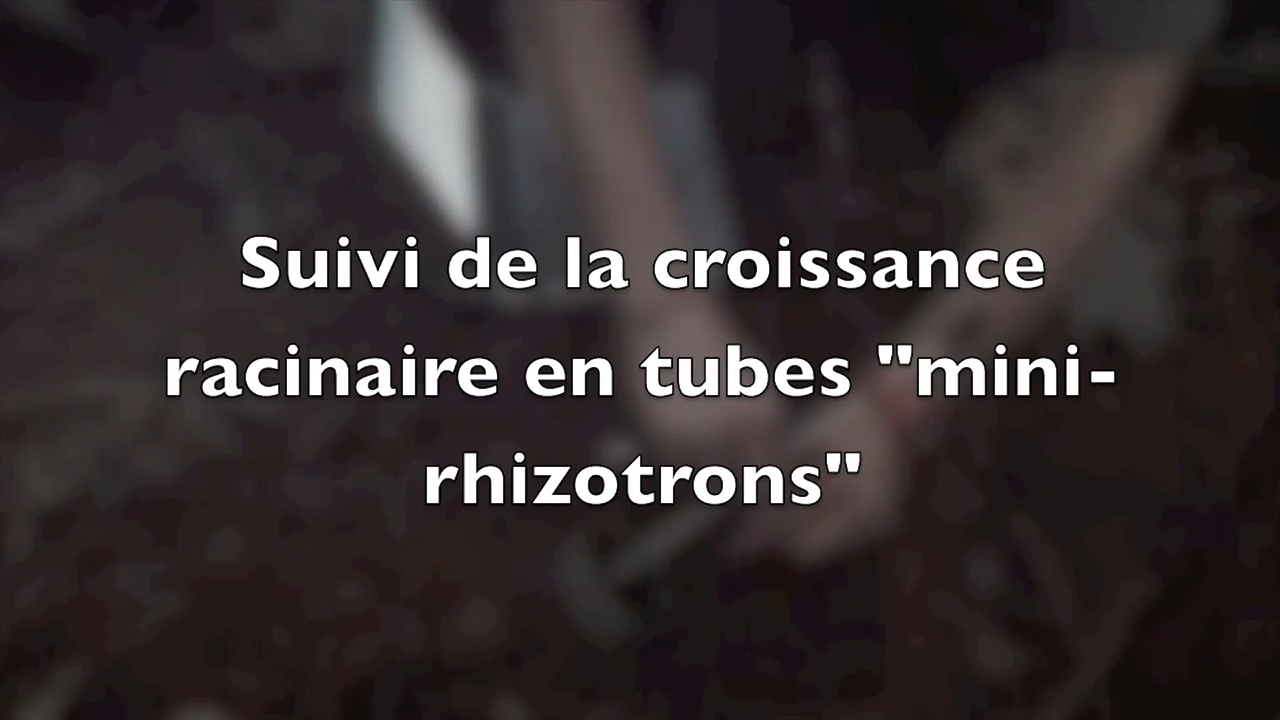 Suivi de la croissance
racinaire en tubes "mini-
rhizotrons"